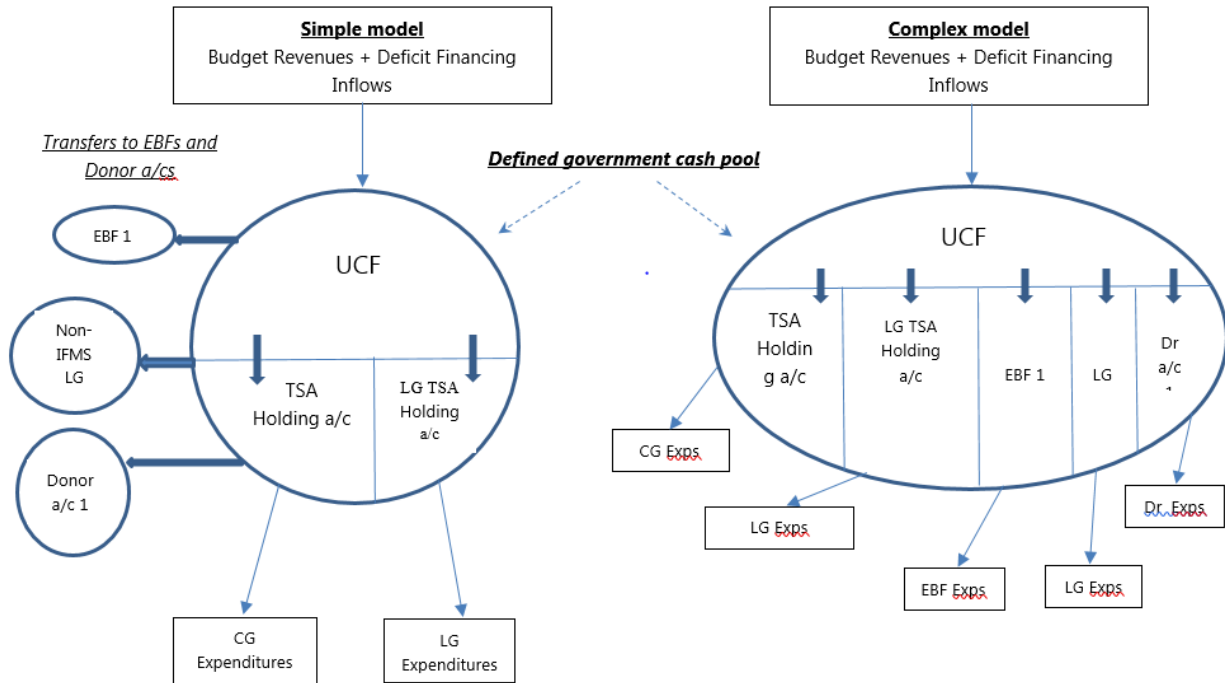 Simple model
Budget Revenues + Deficit Financing
Inflows
Complex model
Budget Revenues + Deficit Financing
Inflows
Transfers to EBFs and
Donor a/cs
Defined government cash pool
EBF 1
UCF
Non-
IFMS
LG
TSA
Holding a/c
LG TSA
Holding
a/c
Donor
a/c 1
CG
Expenditures
LG
Expenditures
UCF
TSA
Holdin
g a/c
LG TSA
Holding
a/c
EBF 1
LG
Dr
a/c
CG Exps
LG Exps
EBF Exps
LG Exps
Dr Exps